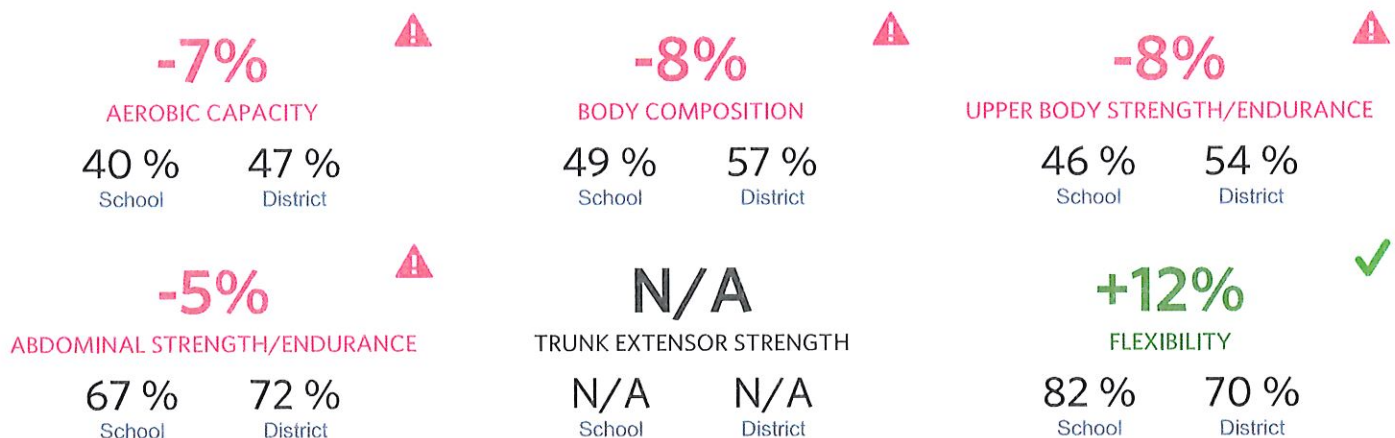 -7%
AEROBIC CAPACITY
40 % 47 %
School District
-8%
BODY COMPOSITION
49 % 57 %
School District
-8%
UPPER BODY STRENGTH/ENDURANCE
46 % 54 %
School District
-5%
ABDOMINAL STRENGTH/ENDURANCE
67 % 72 %
School District
N/A
TRUNK EXTENSOR STRENGTH
N/A N/A
School District
+12%
FLEXIBILITY
82 % 70 %
School District